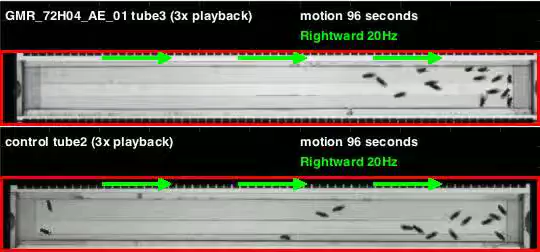 GMR_72H04_AE_01 tube3 (3x playback) motion 96 seconds
Rightward 20Hz
control tube2 (3x playback) motion 96 seconds
Rightward 20Hz